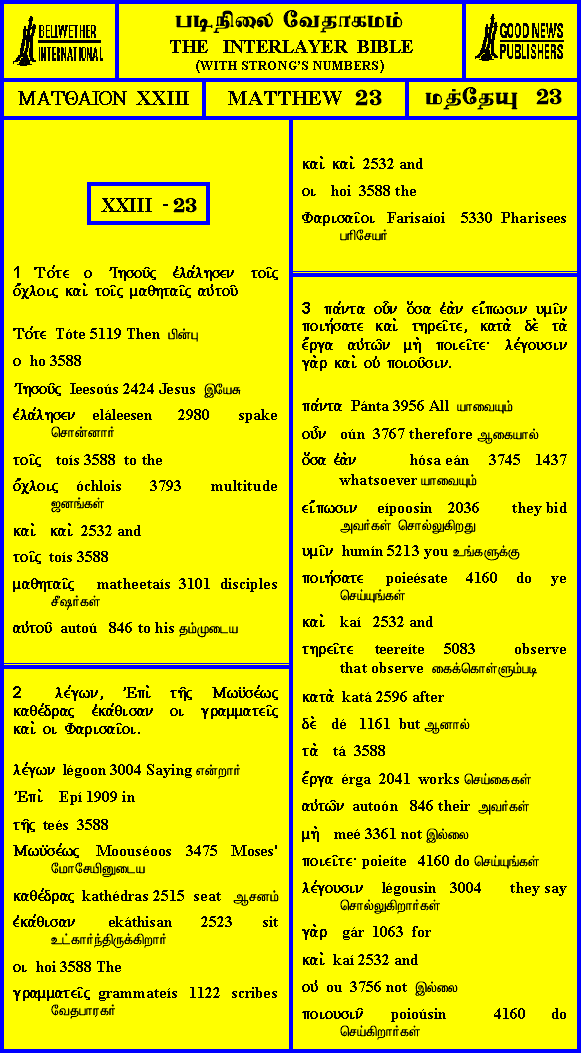 BELLWETHER
INTERNATIONAL
படிநிலை வேதாகமம்
THE INTERLAYER BIBLE
(WITH STRONG'S NUMBERS)
GOOD NEWS
PUBLISHERS
ΜΑΤΘΑΙΟΝ XXIII
MATTHEW 23
மத்தேயு 23
XXIII - 23
1 Τότε ο Ἰησοῦς ἐλάλησεν τοῖς
ὄχλοις καὶ τοῖς μαθηταῖς αὐτοῦ
Τότε Tóte 5119 Then பின்பு
ο ho 3588
Ἰησοῦς Ieesoús 2424 Jesus இயேசு
ἐλάλησεν eláleesen 2980 spake
சொன்னார்
τοῖς toís 3588 to the
ὄχλοις óchlois 3793 multitude
ஜனங்கள்
καὶ καὶ 2532 and
τοῖς toís 3588
μαθηταῖς matheetaís 3101 disciples
சீஷர்கள்
αὐτοῦ autoú 846 to his தம்முடைய
2 λέγων, Ἐπὶ τῆς Μωϋσέως
καθέδρας ἐκάθισαν οι γραμματεῖς
καὶ οι Φαρισαῖοι.
λέγων légoon 3004 Saying என்றார்
Ἐπὶ Epí 1909 in
τῆς teés 3588
Μωϋσέως Moouséoos 3475 Moses'
மோசேயினுடைய
καθέδρας kathédras 2515 seat ஆசனம்
ἐκάθισαν ekáthisan 2523 sit
உட்கார்ந்திருக்கிறார்
οι hoi 3588 The
γραμματεῖς grammateís 1122 scribes
வேதபாரகர்
καὶ καὶ 2532 and
οι hoi 3588 the
Φαρισαῖοι Farisaíoi 5330 Pharisees
பரிசேயர்
3 πάντα οὖν ὅσα ἐὰν εἴπωσιν υμῖν
ποιήσατε καὶ τηρεῖτε, κατὰ δὲ τὰ
ἔργα αὐτῶν μὴ ποιεῖτε· λέγουσιν
γὰρ καὶ οὐ ποιοῦσιν.
πάντα Pánta 3956 All யாவையும்
οὖν oún 3767 therefore ஆகையால்
ὅσα ἐὰν hósa eán 3745 1437
whatsoever யாவையும்
εἴπωσιν eípoosin 2036 they bid
அவர்கள் சொல்லுகிறது
υμῖν humín 5213 you உங்களுக்கு
ποιήσατε poieésate 4160 do ye
செய்யுங்கள்
καὶ kaí 2532 and
τηρεῖτε teereíte 5083 observe
that observe கைக்கொள்ளும்படி
κατὰ katá 2596 after
δὲ dé 1161 but ஆனால்
τὰ tá 3588
ἔργα érga 2041 works செய்கைகள்
αὐτῶν autoón 846 their அவர்கள்
μὴ meé 3361 not இல்லை
ποιεῖτε· poieíte 4160 do செய்யுங்கள்
λέγουσιν légousin 3004 they say
சொல்லுகிறார்கள்
γὰρ gár 1063 for
καὶ kaí 2532 and
οὐ ou 3756 not இல்லை
ποιουσιῦ poioúsin 4160 do
செய்கிறார்கள்